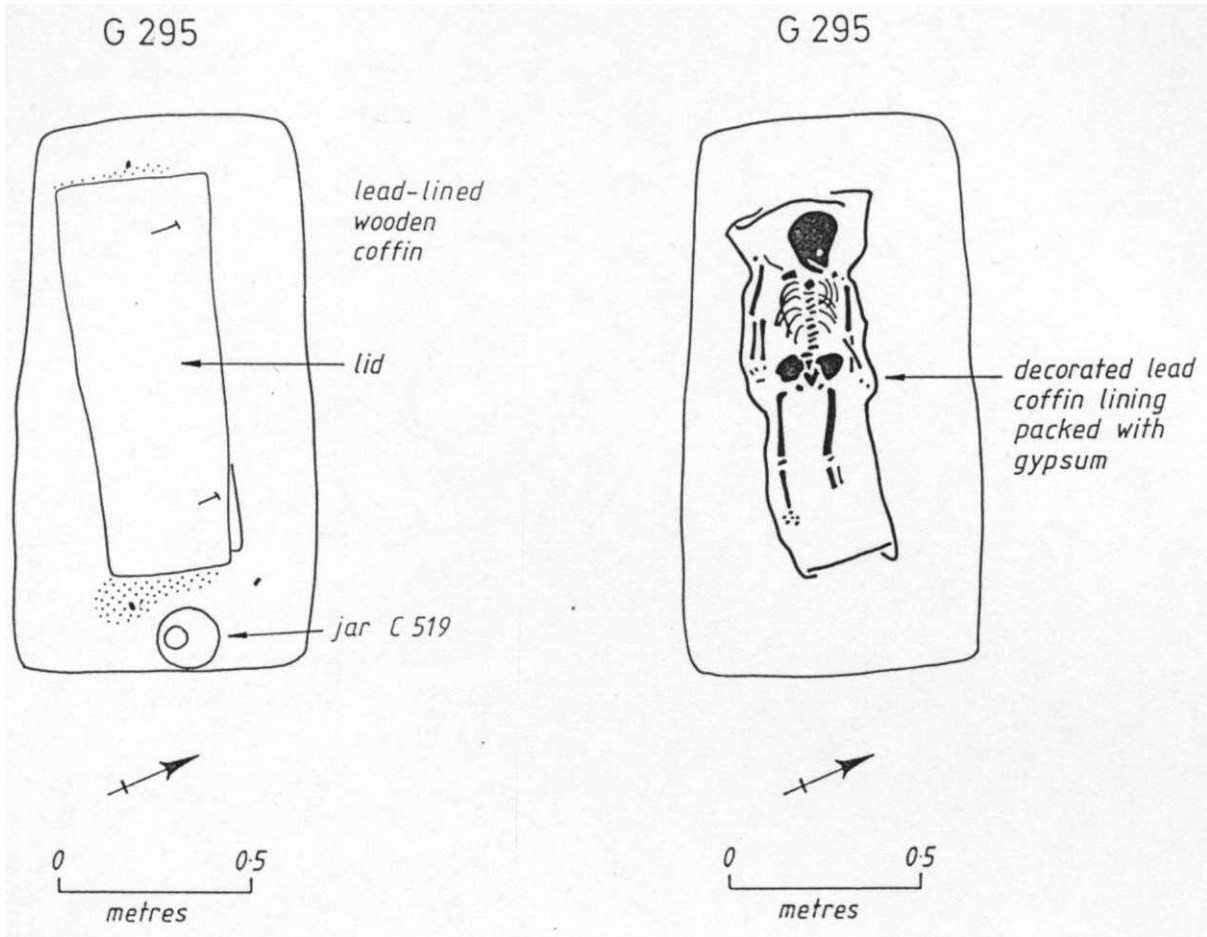 G 295
lead-lined
wooden
coffin
lid
jar C 519
0 0·5
metres
G 295
decorated lead
coffin lining
packed with
gypsum
0 0·5
metres